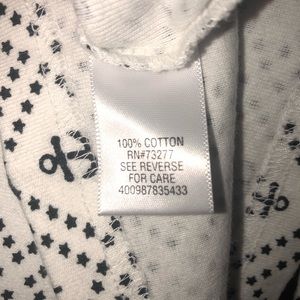 100% COTTON
RN#73277
SEE REVERSE
FOR CARE
400987835433